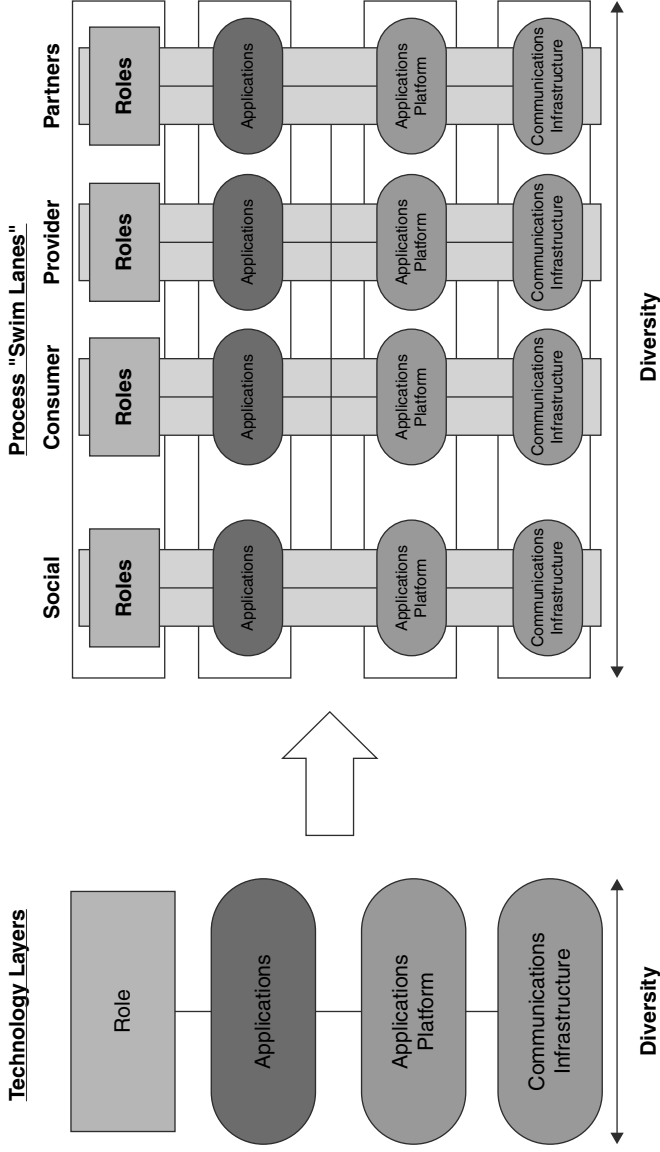 Technology Layers
Role
Applications
Applications
Platform
Communications
Infrastructure
Diversity
Process "Swim Lanes"
Social
Consumer
Provider
Partners
Roles
Roles
Roles
Roles
Applications
Applications
Applications
Applications
Applications
Platform
Applications
Platform
Applications
Platform
Applications
Platform
Communications
Infrastructure
Communications
Infrastructure
Communications
Infrastructure
Communications
Infrastructure
Diversity